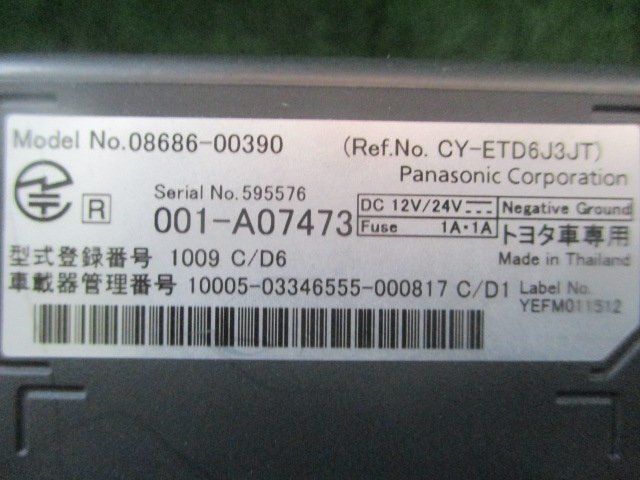 Model No.08686-00390 (Ref.No. CY-ETD6J3JT)
Panasonic Corporation
R
Serial No.595576
001-A07473
DC 12V/24V Negative Ground
Fuse 1A・1A トヨタ車専用
型式登録番号 1009 C/D6 Made in Thailand
車載器管理番号 10005-03346555-000817 C/D1 Label No.
YEFM011512